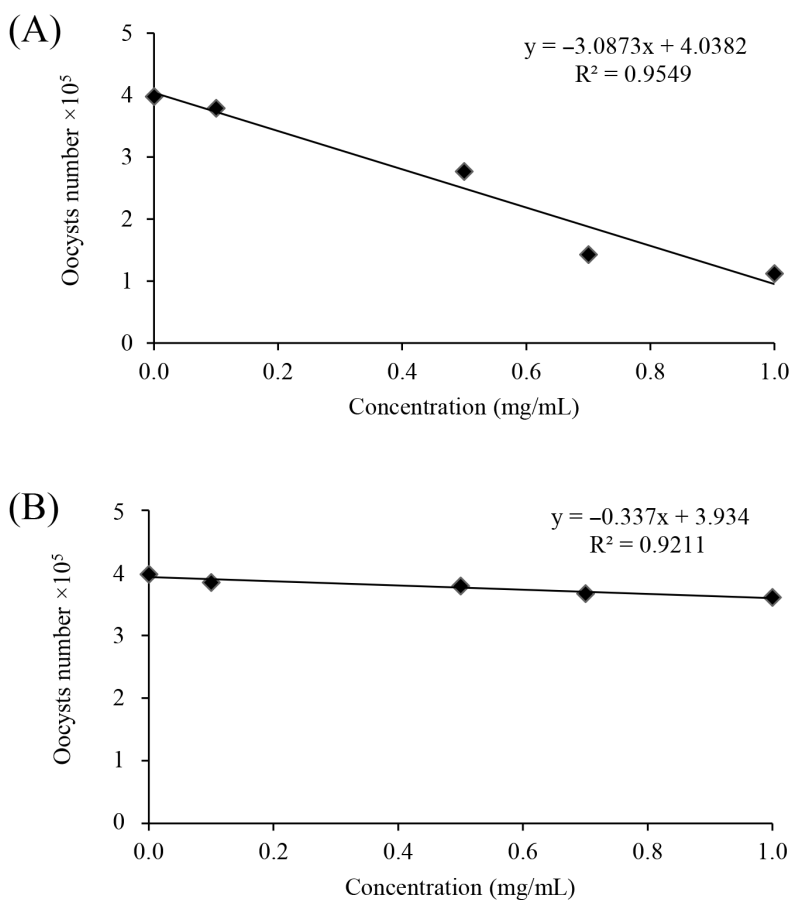 (A)
y = –3.0873x + 4.0382
R² = 0.9549
Oocysts number ×10⁵
5
4
3
2
1
0
0.0 0.2 0.4 0.6 0.8 1.0
Concentration (mg/mL)
(B)
y = –0.337x + 3.934
R² = 0.9211
Oocysts number ×10⁵
5
4
3
2
1
0
0.0 0.2 0.4 0.6 0.8 1.0
Concentration (mg/mL)